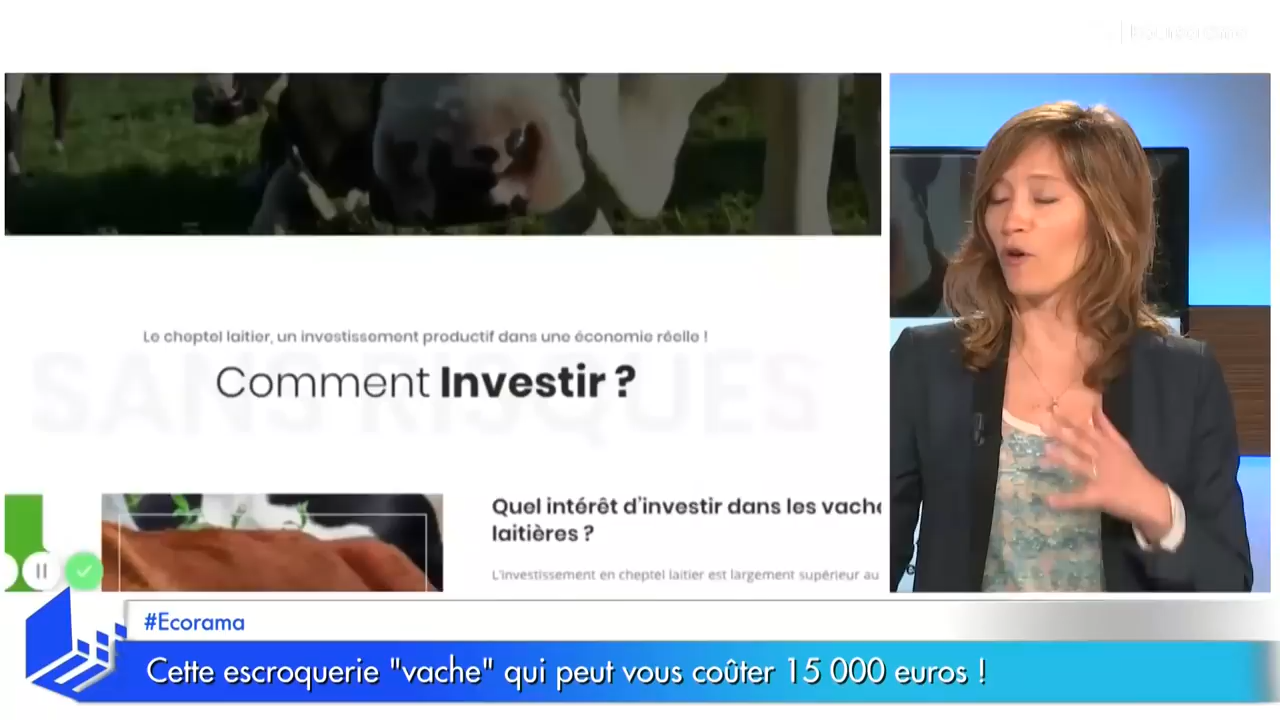 Le cheptel laitier, un investissement productif dans une économie réelle !
SANS RISQUES
Comment Investir ?
Quel intérêt d'investir dans les vache
laitières ?
L'investissement en cheptel laitier est largement supérieur au
#Ecorama
Cette escroquerie "vache" qui peut vous coûter 15 000 euros !